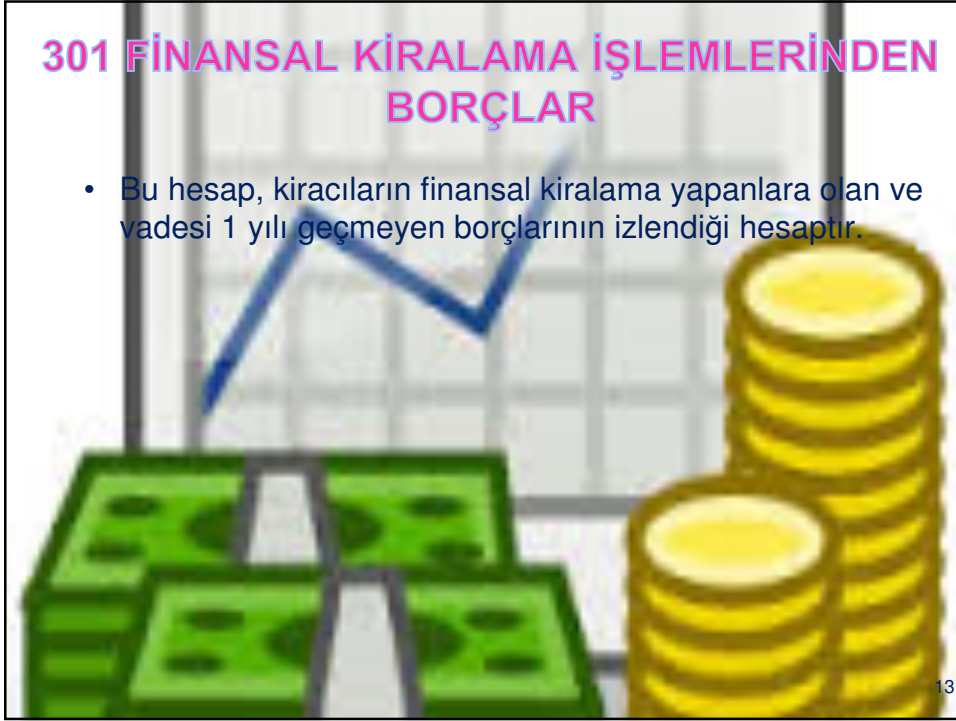 301 FİNANSAL KİRALAMA İŞLEMLERİNDEN
BORÇLAR
• Bu hesap, kiracıların finansal kiralama yapanlara olan ve
vadesi 1 yılı geçmeyen borçlarının izlendiği hesaptır.
13